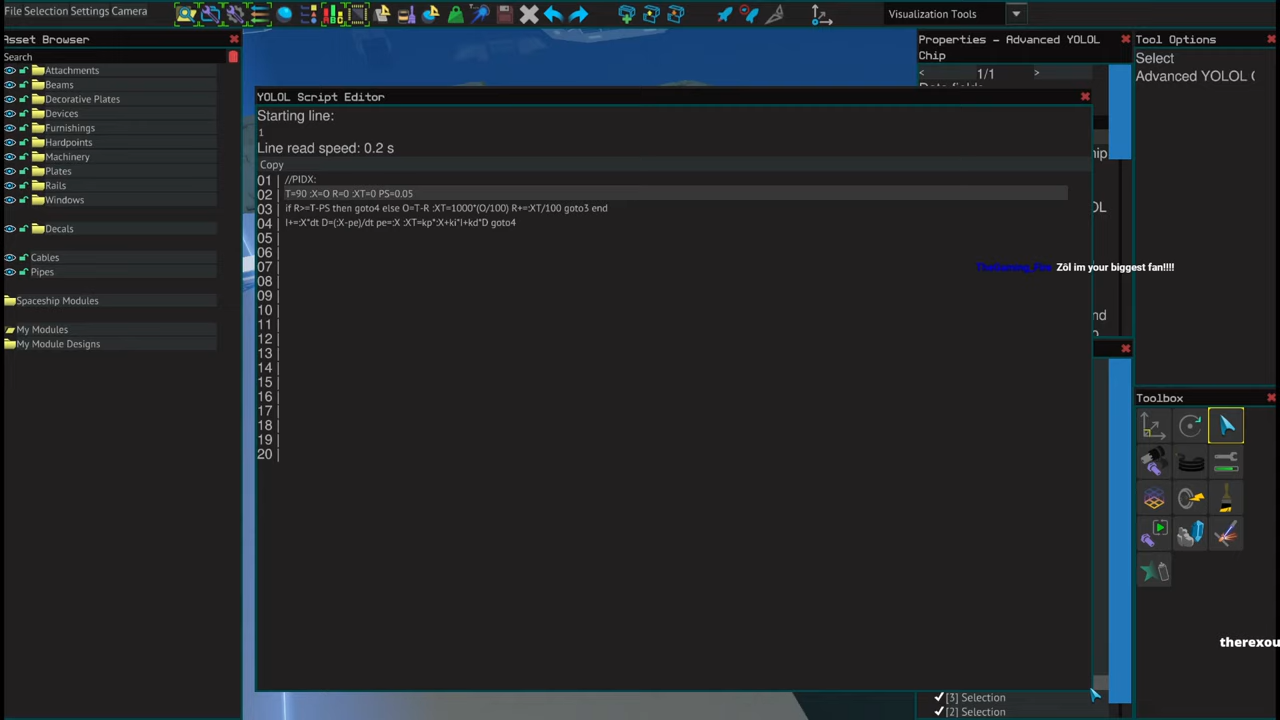 File Selection Settings Camera
Visualization Tools
Asset Browser
Search
Attachments
Beams
Decorative Plates
Devices
Furnishings
Hardpoints
Machinery
Plates
Rails
Windows
Decals
Cables
Pipes
Spaceship Modules
My Modules
My Module Designs
YOLOL Script Editor
Starting line:
1
Line read speed: 0.2 s
Copy
01 | //PIDX:
02 | T=90 :X=O R=0 :XT=0 PS=0.05
03 | if R>=T-PS then goto4 else O=T-R :XT=1000*(O/100) R+=:XT/100 goto3 end
04 | I+=:X*dt D=(:X-pe)/dt pe=:X :XT=kp*:X+ki*I+kd*D goto4
05 |
06 |
07 |
08 |
09 |
10 |
11 |
12 |
13 |
14 |
15 |
16 |
17 |
18 |
19 |
20 |
Zôl im your biggest fan!!!!
Properties - Advanced YOLOL
Chip
< 1/1 >
Tool Options
Select
Advanced YOLOL C
Toolbox
therexou
[3] Selection
[2] Selection